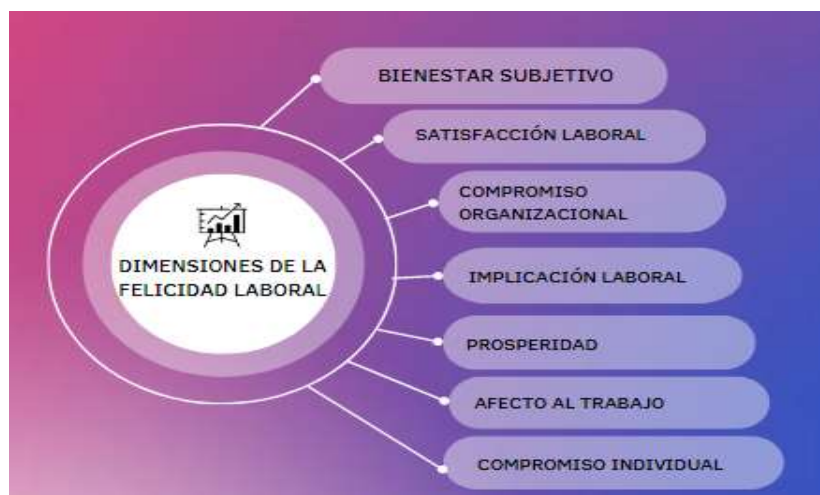 DIMENSIONES DE LA
FELICIDAD LABORAL
BIENESTAR SUBJETIVO
SATISFACCIÓN LABORAL
COMPROMISO
ORGANIZACIONAL
IMPLICACIÓN LABORAL
PROSPERIDAD
AFECTO AL TRABAJO
COMPROMISO INDIVIDUAL